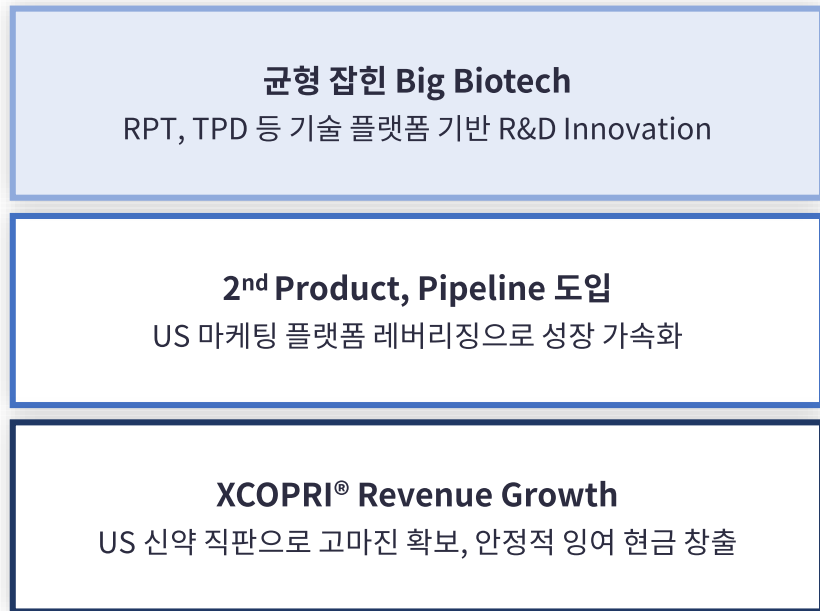 균형 잡힌 Big Biotech
RPT, TPD 등 기술 플랫폼 기반 R&D Innovation
2nd Product, Pipeline 도입
US 마케팅 플랫폼 레버리징으로 성장 가속화
XCOPRI® Revenue Growth
US 신약 직판으로 고마진 확보, 안정적 잉여 현금 창출